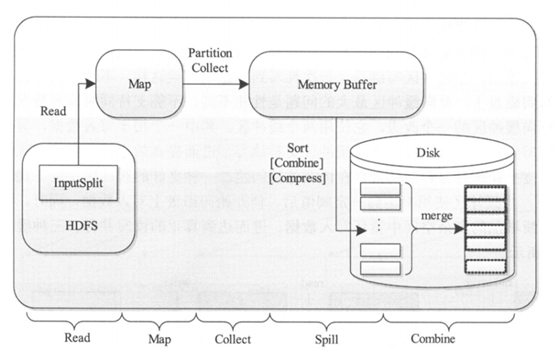 Partition
Collect
Map
Memory Buffer
Read
Sort
[Combine]
[Compress]
Disk
InputSplit
HDFS
merge
Read
Map
Collect
Spill
Combine